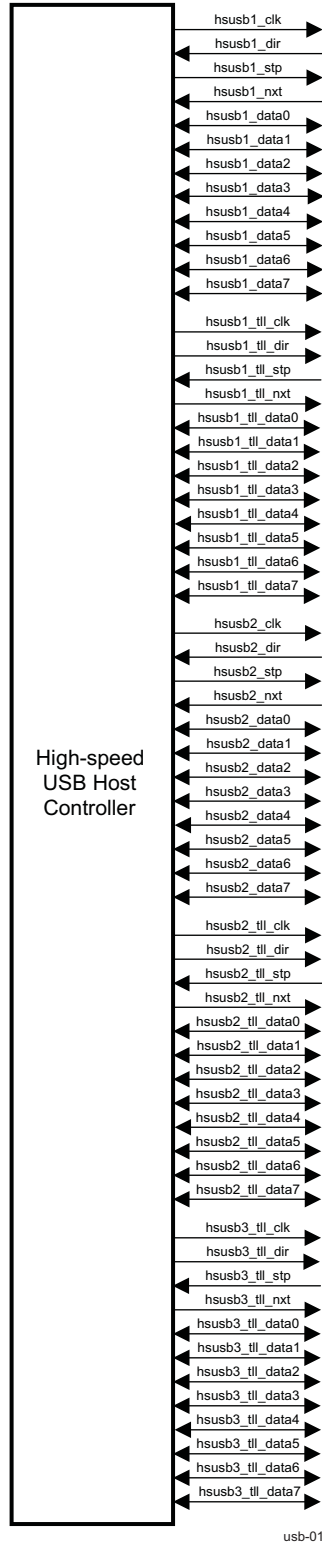 hsusb1_clk
hsusb1_dir
hsusb1_stp
hsusb1_nxt
hsusb1_data0
hsusb1_data1
hsusb1_data2
hsusb1_data3
hsusb1_data4
hsusb1_data5
hsusb1_data6
hsusb1_data7
hsusb1_tll_clk
hsusb1_tll_dir
hsusb1_tll_stp
hsusb1_tll_nxt
hsusb1_tll_data0
hsusb1_tll_data1
hsusb1_tll_data2
hsusb1_tll_data3
hsusb1_tll_data4
hsusb1_tll_data5
hsusb1_tll_data6
hsusb1_tll_data7
hsusb2_clk
hsusb2_dir
hsusb2_stp
hsusb2_nxt
hsusb2_data0
hsusb2_data1
hsusb2_data2
hsusb2_data3
hsusb2_data4
hsusb2_data5
hsusb2_data6
hsusb2_data7
High-speed
USB Host
Controller
hsusb2_tll_clk
hsusb2_tll_dir
hsusb2_tll_stp
hsusb2_tll_nxt
hsusb2_tll_data0
hsusb2_tll_data1
hsusb2_tll_data2
hsusb2_tll_data3
hsusb2_tll_data4
hsusb2_tll_data5
hsusb2_tll_data6
hsusb2_tll_data7
hsusb3_tll_clk
hsusb3_tll_dir
hsusb3_tll_stp
hsusb3_tll_nxt
hsusb3_tll_data0
hsusb3_tll_data1
hsusb3_tll_data2
hsusb3_tll_data3
hsusb3_tll_data4
hsusb3_tll_data5
hsusb3_tll_data6
hsusb3_tll_data7
usb-01